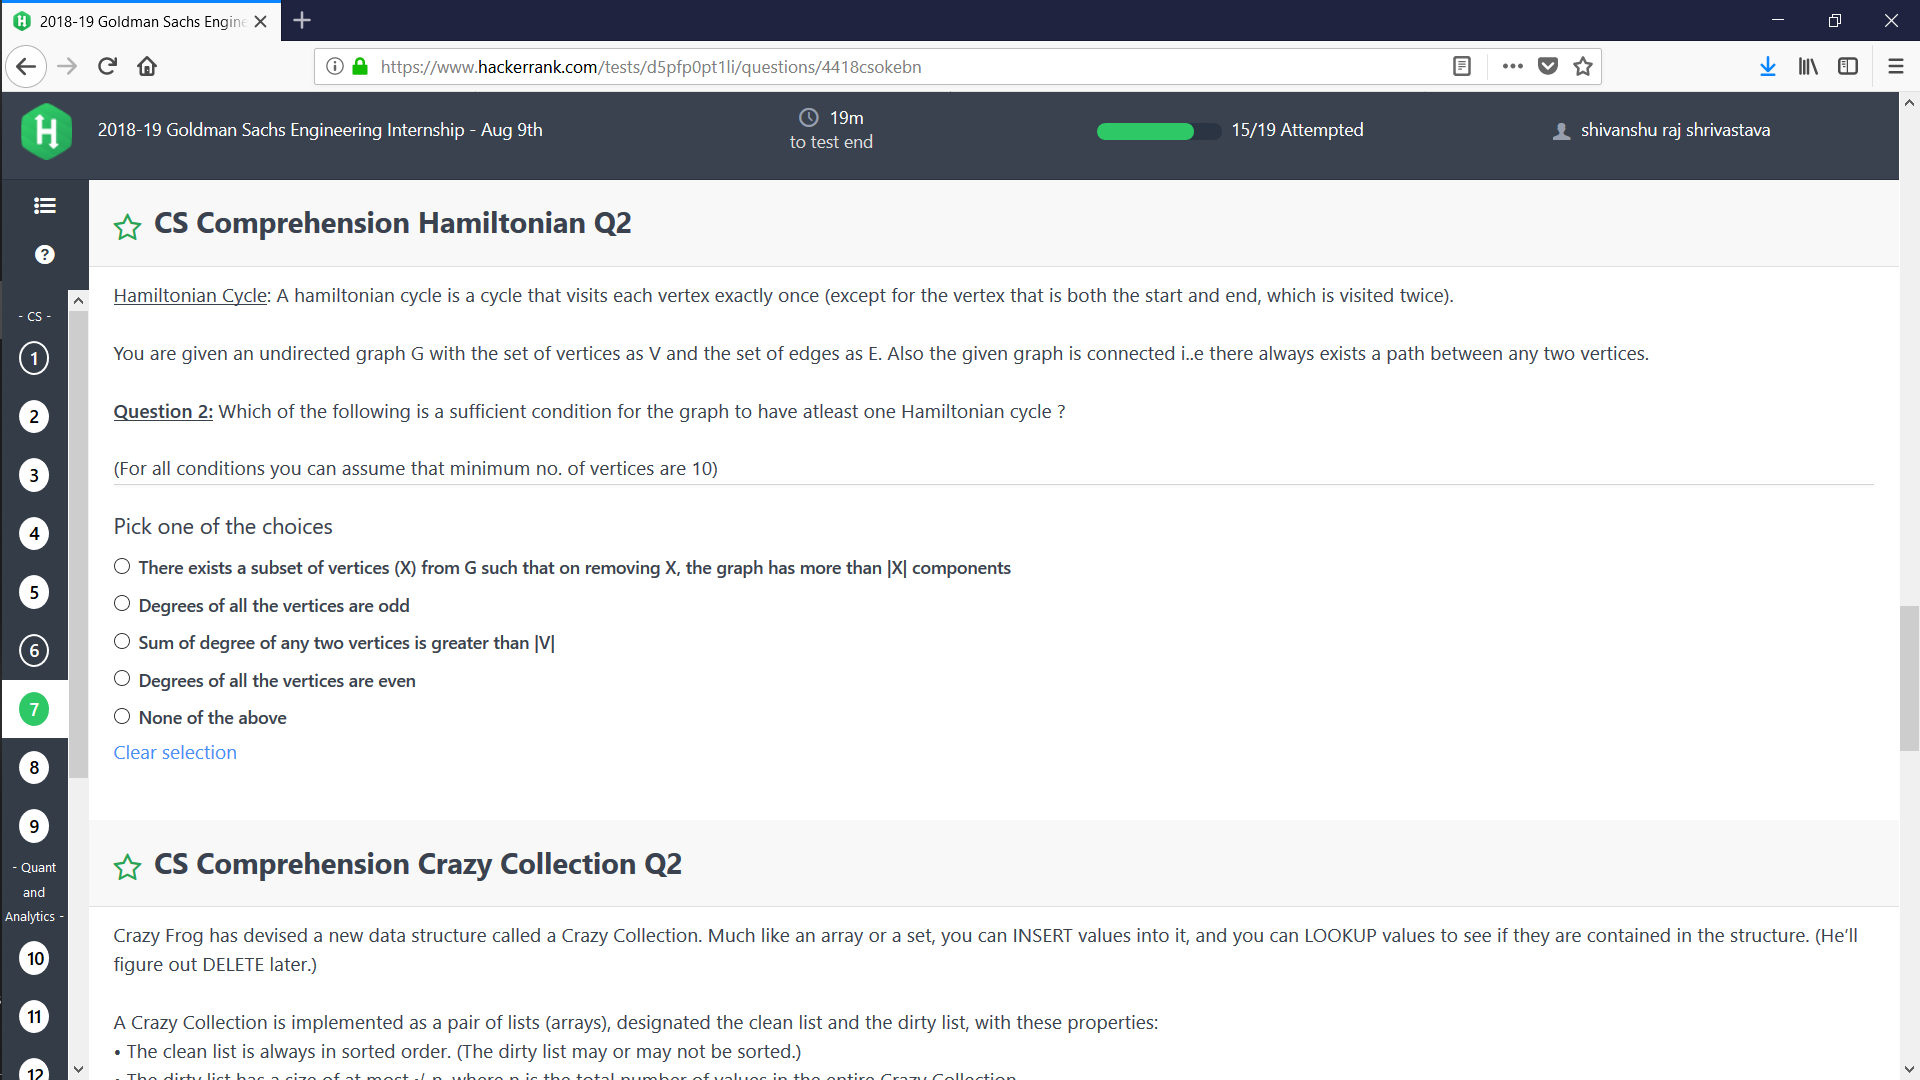 2018-19 Goldman Sachs Engine
https://www.hackerrank.com/tests/d5pfp0pt1li/questions/4418csokebn
2018-19 Goldman Sachs Engineering Internship - Aug 9th
19m
to test end
15/19 Attempted
shivanshu raj shrivastava
CS Comprehension Hamiltonian Q2
Hamiltonian Cycle: A hamiltonian cycle is a cycle that visits each vertex exactly once (except for the vertex that is both the start and end, which is visited twice).
You are given an undirected graph G with the set of vertices as V and the set of edges as E. Also the given graph is connected i..e there always exists a path between any two vertices.
Question 2: Which of the following is a sufficient condition for the graph to have atleast one Hamiltonian cycle ?
(For all conditions you can assume that minimum no. of vertices are 10)
Pick one of the choices
There exists a subset of vertices (X) from G such that on removing X, the graph has more than |X| components
Degrees of all the vertices are odd
Sum of degree of any two vertices is greater than |V|
Degrees of all the vertices are even
None of the above
Clear selection
CS Comprehension Crazy Collection Q2
Crazy Frog has devised a new data structure called a Crazy Collection. Much like an array or a set, you can INSERT values into it, and you can LOOKUP values to see if they are contained in the structure. (He'll
figure out DELETE later.)
A Crazy Collection is implemented as a pair of lists (arrays), designated the clean list and the dirty list, with these properties:
• The clean list is always in sorted order. (The dirty list may or may not be sorted.)
• The dirty list has a size of at most √ n, where n is the total number of values in the entire Crazy Collection.
?
- CS -
1
2
3
4
5
6
7
8
9
- Quant
and
Analytics -
10
11
12